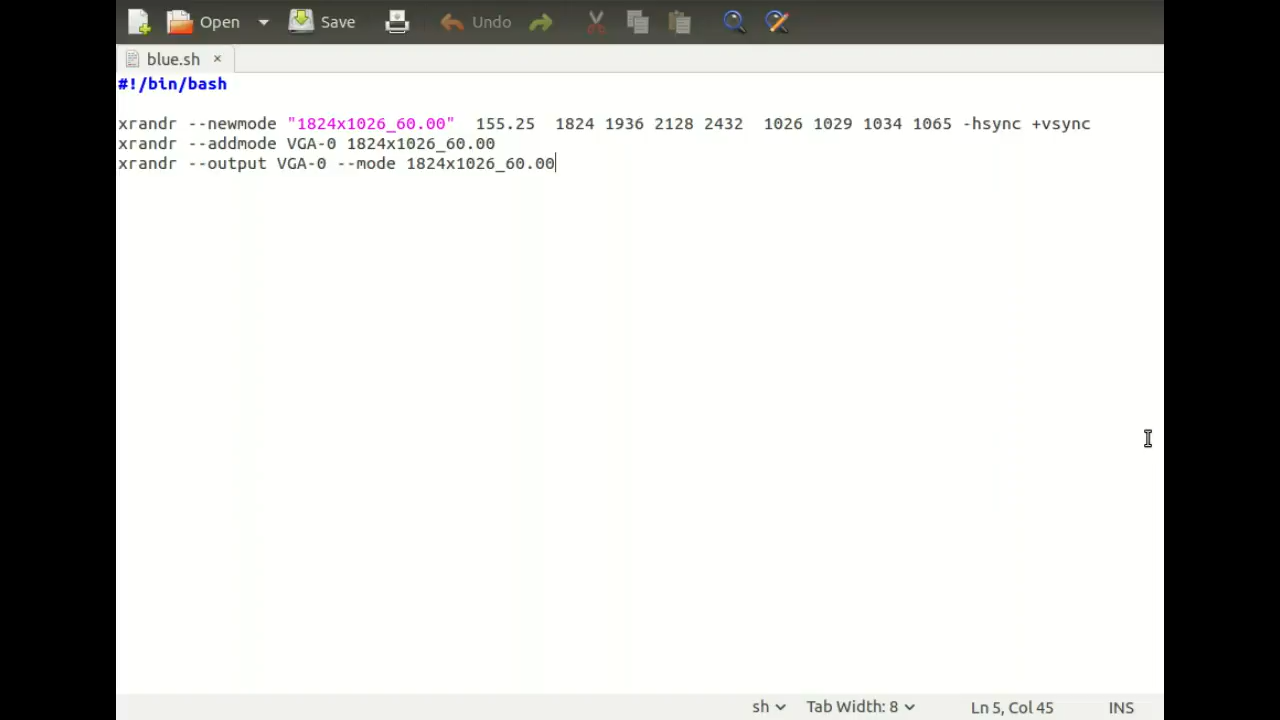 Open Save Undo
blue.sh ×
#!/bin/bash
xrandr --newmode "1824x1026_60.00"  155.25  1824 1936 2128 2432  1026 1029 1034 1065 -hsync +vsync
xrandr --addmode VGA-0 1824x1026_60.00
xrandr --output VGA-0 --mode 1824x1026_60.00
sh Tab Width: 8 Ln 5, Col 45 INS